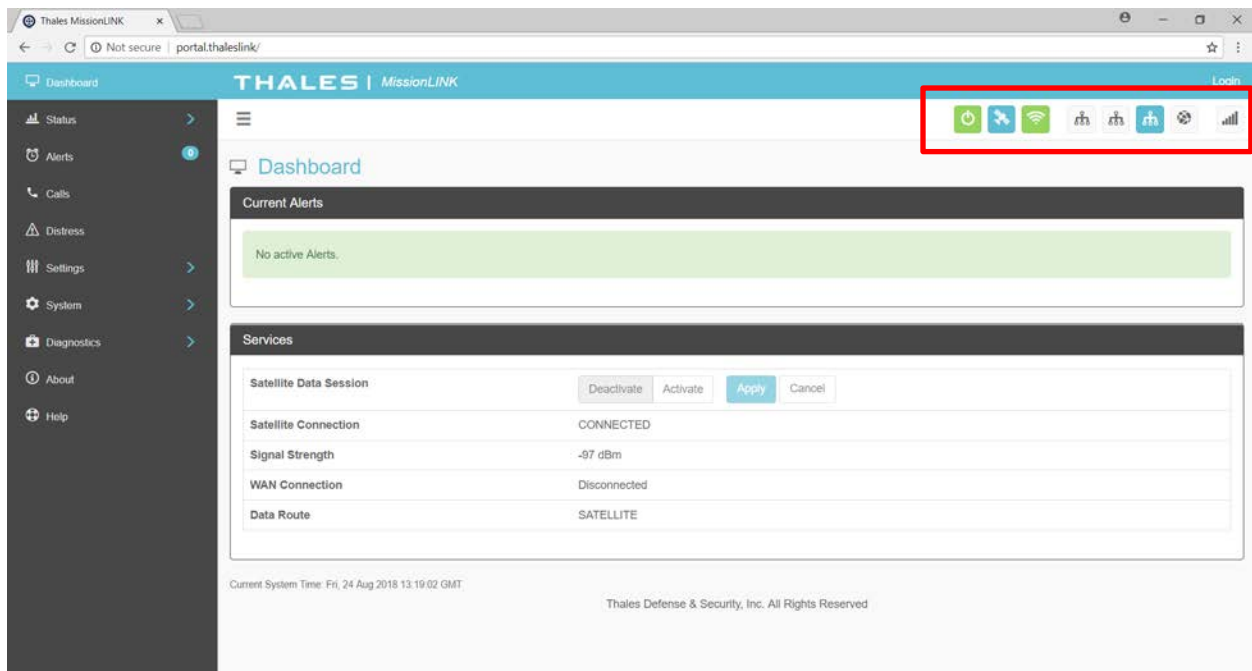 Thales MissionLINK
Not secure | portal.thaleslink/
Dashboard
THALES | MissionLINK
Login
Status
Alerts
0
Calls
Distress
Settings
System
Diagnostics
About
Help
Dashboard
Current Alerts
No active Alerts.
Services
Satellite Data Session
Deactivate
Activate
Apply
Cancel
Satellite Connection
CONNECTED
Signal Strength
-97 dBm
WAN Connection
Disconnected
Data Route
SATELLITE
Current System Time: Fri, 24 Aug 2018 13:19:02 GMT
Thales Defense & Security, Inc. All Rights Reserved